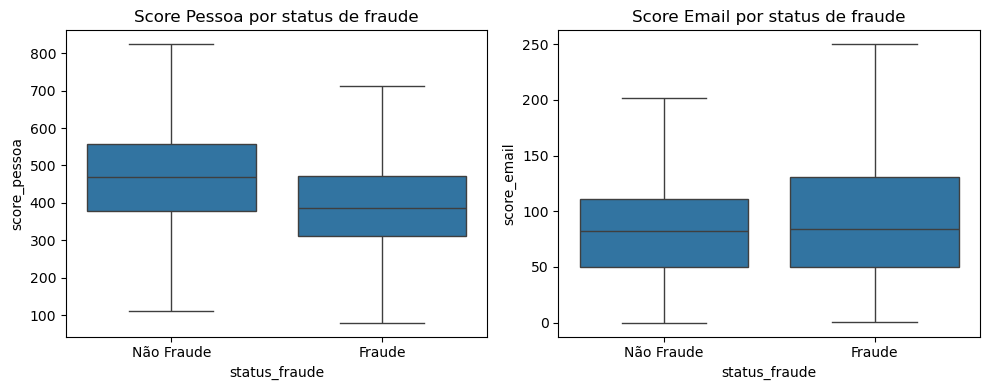 Score Pessoa por status de fraude
800
700
600
500
400
300
200
100
score_pessoa
Não Fraude
Fraude
status_fraude
Score Email por status de fraude
250
200
150
100
50
0
score_email
Não Fraude
Fraude
status_fraude